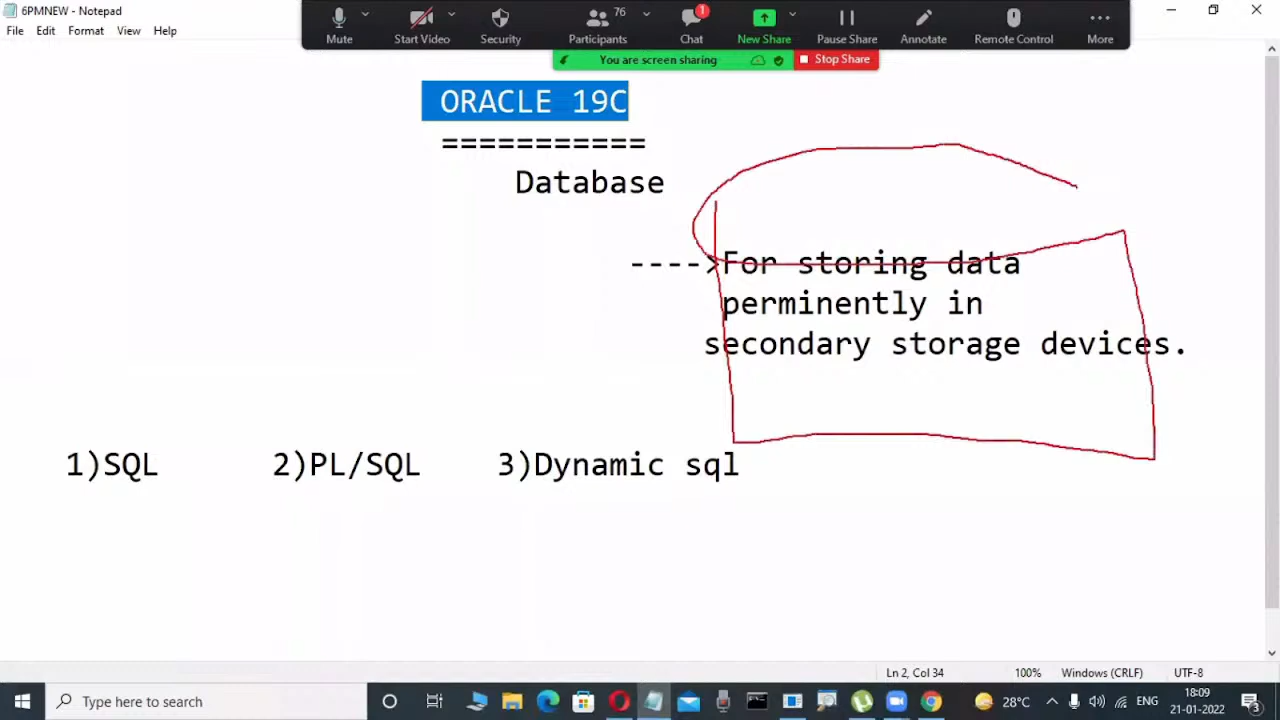 6PMNEW - Notepad
File Edit Format View Help
Mute Start Video Security 76 Participants 1 Chat New Share Pause Share Annotate Remote Control More
You are screen sharing Stop Share
ORACLE 19C
===========
Database
---->For storing data
perminently in
secondary storage devices.
1)SQL 2)PL/SQL 3)Dynamic sql
Ln 2, Col 34 100% Windows (CRLF) UTF-8
Type here to search 28°C ENG 18:09 21-01-2022 3